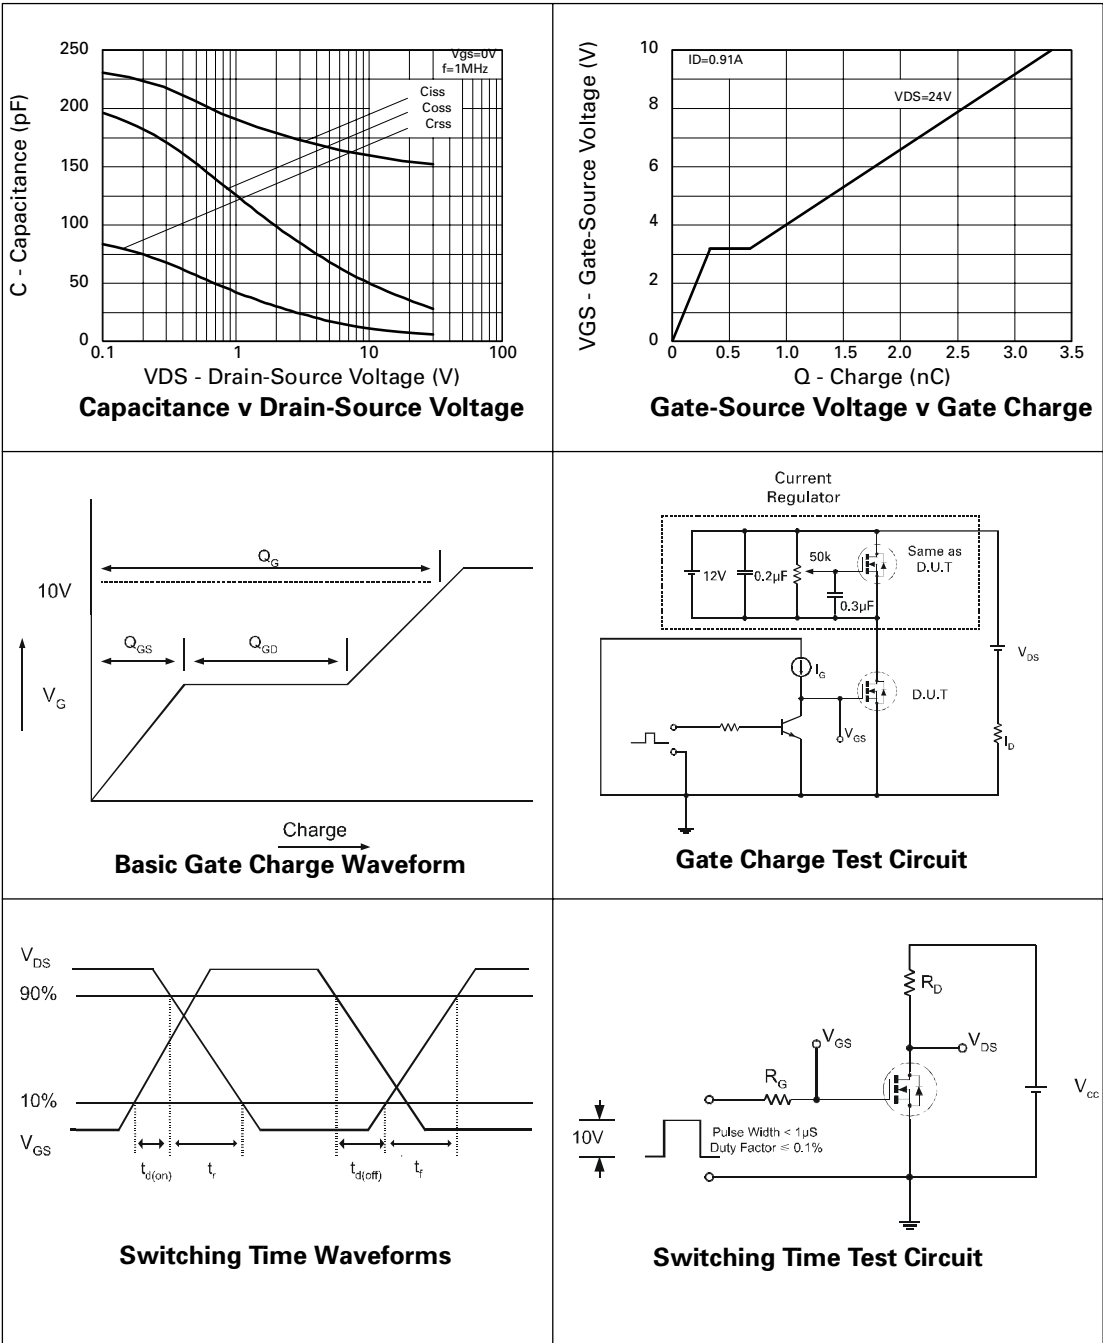 250
200
150
100
50
0
0.1
1
10
100
Vgs=0V
f=1MHz
Ciss
Coss
Crss
C - Capacitance (pF)
VDS - Drain-Source Voltage (V)
Capacitance v Drain-Source Voltage
10
8
6
4
2
0
0
0.5
1.0
1.5
2.0
2.5
3.0
3.5
ID=0.91A
VDS=24V
VGS - Gate-Source Voltage (V)
Q - Charge (nC)
Gate-Source Voltage v Gate Charge
QG
10V
QGS
QGD
VG
Charge
Basic Gate Charge Waveform
Current
Regulator
12V
0.2µF
50k
0.3µF
Same as
D.U.T
IG
VDS
D.U.T
VGS
ID
Gate Charge Test Circuit
VDS
90%
10%
VGS
td(on)
tr
td(off)
tf
Switching Time Waveforms
RD
VGS
VDS
RG
Vcc
10V
Pulse Width < 1µS
Duty Factor ≤ 0.1%
Switching Time Test Circuit